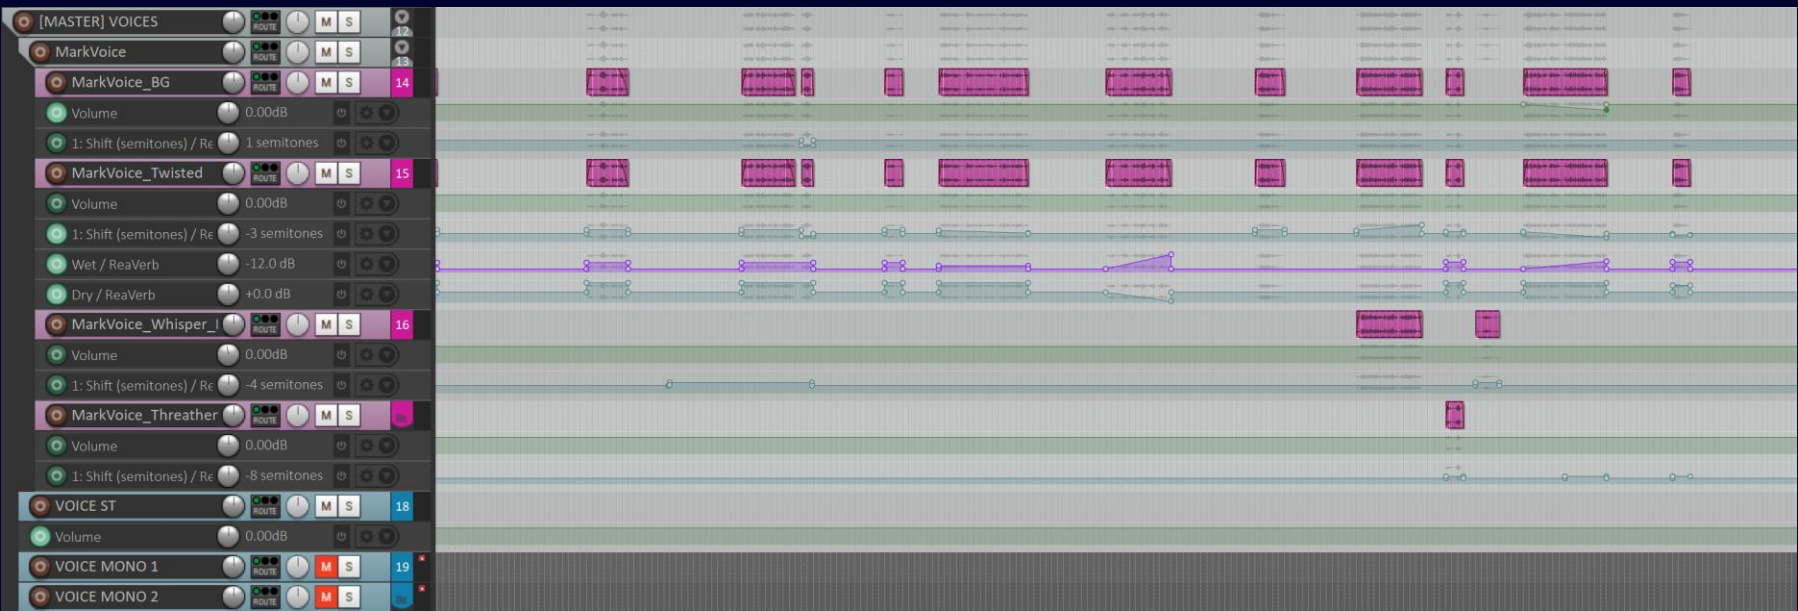 [MASTER] VOICES ROUTE M S 12
MarkVoice ROUTE M S 13
MarkVoice_BG ROUTE M S 14
Volume 0.00dB
1: Shift (semitones) / Re 1 semitones
MarkVoice_Twisted ROUTE M S 15
Volume 0.00dB
1: Shift (semitones) / Re -3 semitones
Wet / ReaVerb -12.0 dB
Dry / ReaVerb +0.0 dB
MarkVoice_Whisper_ ROUTE M S 16
Volume 0.00dB
1: Shift (semitones) / Re -4 semitones
MarkVoice_Threather ROUTE M S
Volume 0.00dB
1: Shift (semitones) / Re -8 semitones
VOICE ST ROUTE M S 18
Volume 0.00dB
VOICE MONO 1 ROUTE M S 19
VOICE MONO 2 ROUTE M S